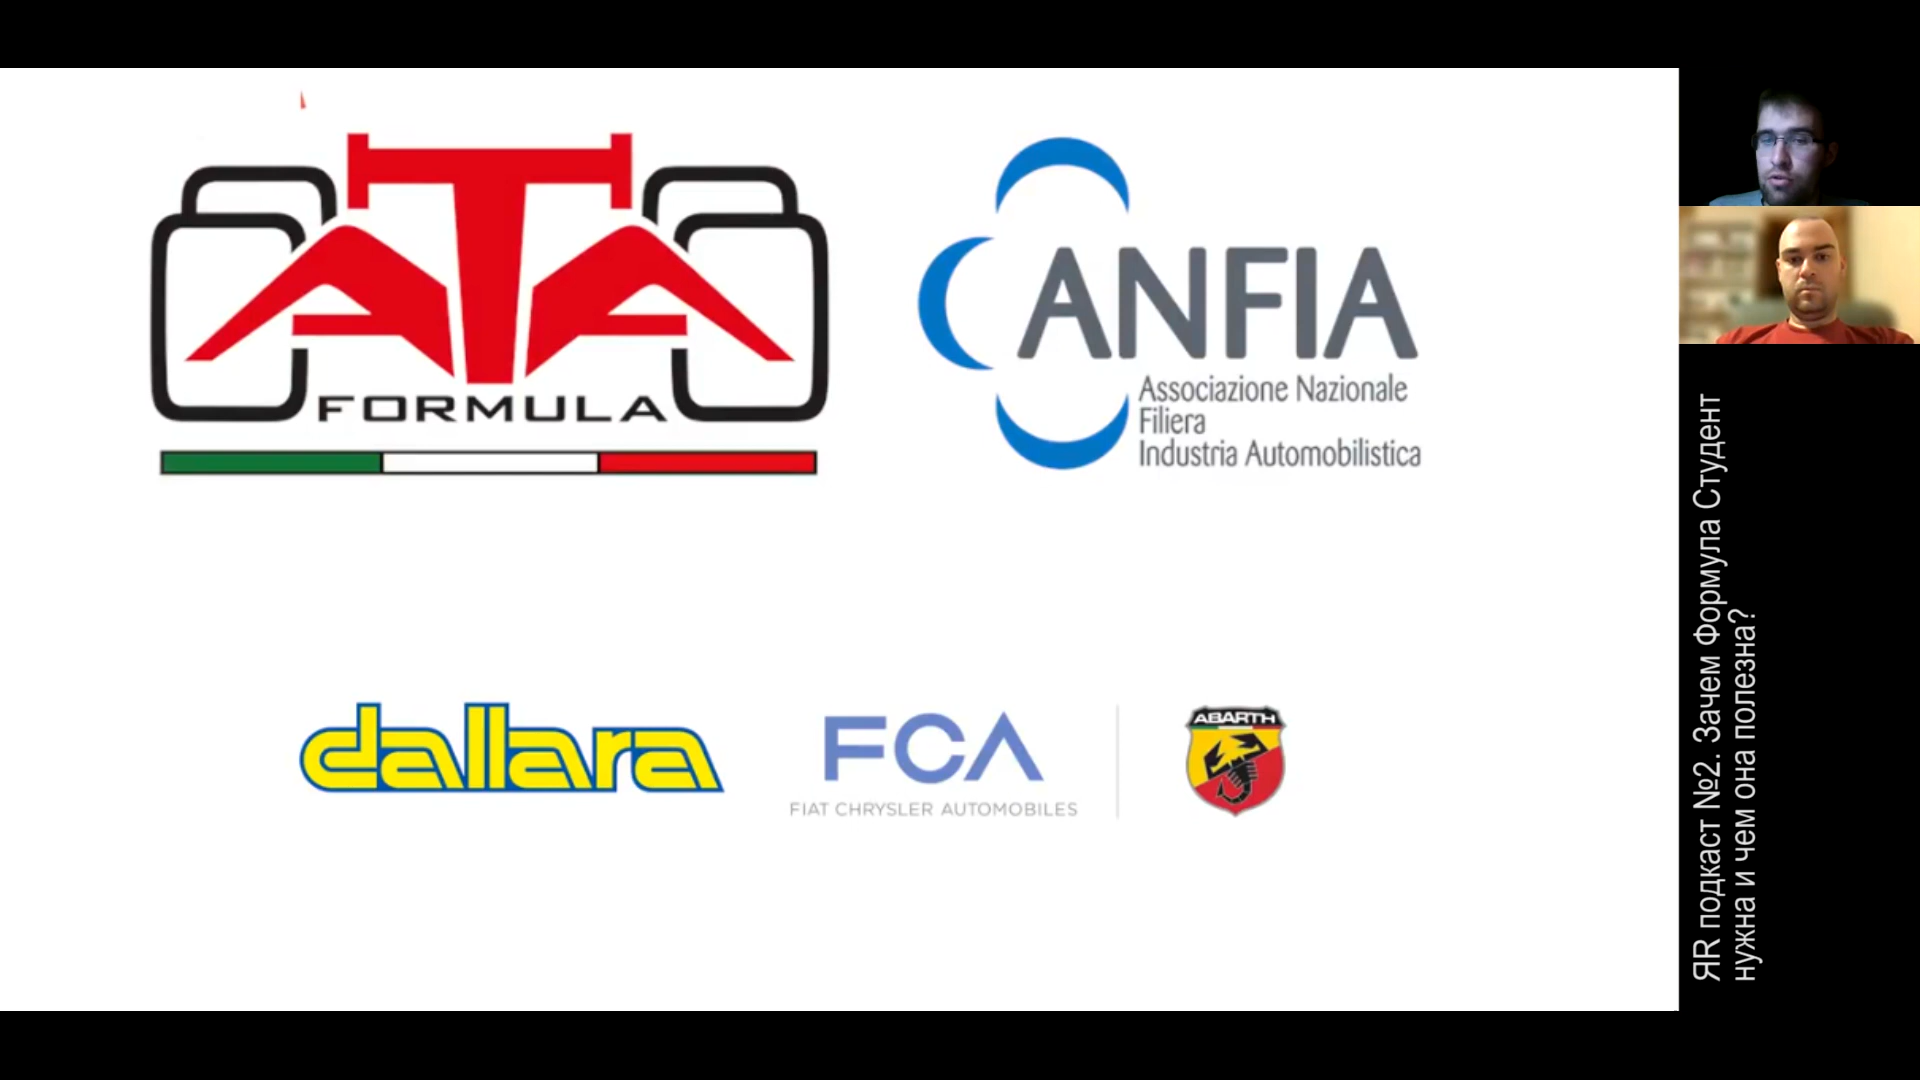 ATA
FORMULA
ANFIA
Associazione Nazionale
Filiera
Industria Automobilistica
dallara
FCA
FIAT CHRYSLER AUTOMOBILES
ABARTH
ЯR подкаст №2. Зачем Формула Студент
нужна и чем она полезна?